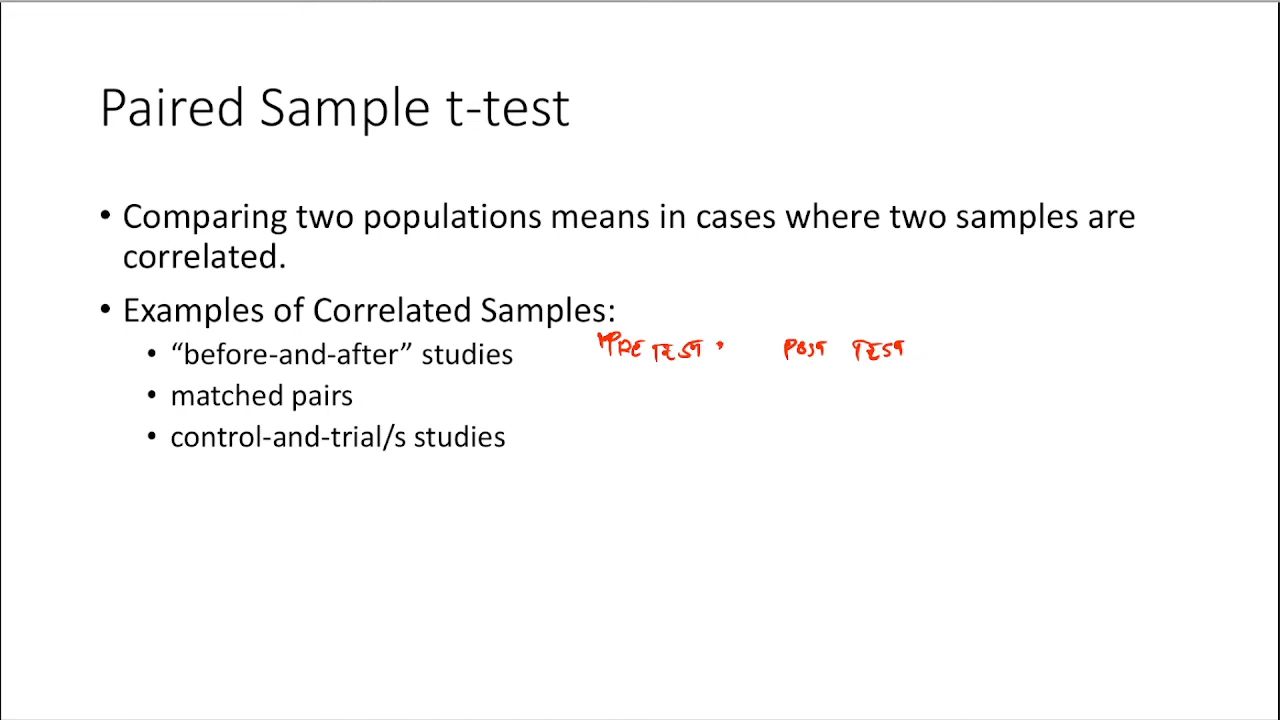 Paired Sample t-test
• Comparing two populations means in cases where two samples are
correlated.
• Examples of Correlated Samples:
• “before-and-after” studies PRE TEST POST TEST
• matched pairs
• control-and-trial/s studies